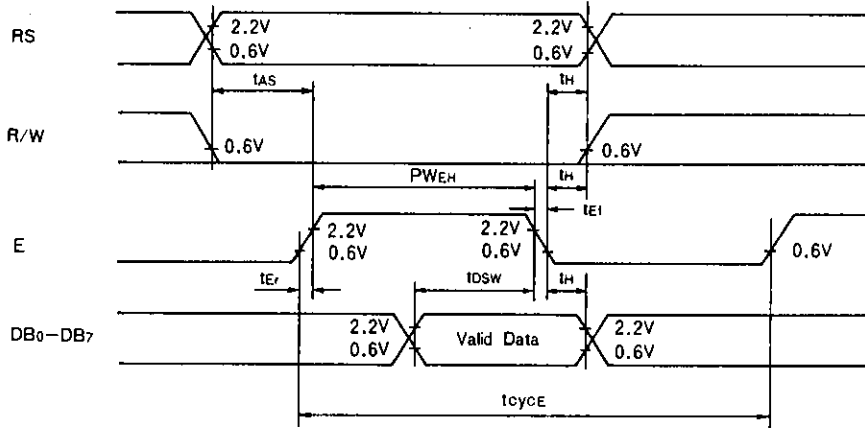 RS
2.2V
0.6V
2.2V
0.6V
tAS
tH
R/W
0.6V
0.6V
PWEH
tH
tEf
E
2.2V
0.6V
2.2V
0.6V
0.6V
tEr
tDSW
tH
DB0−DB7
2.2V
0.6V
Valid Data
2.2V
0.6V
tcycE